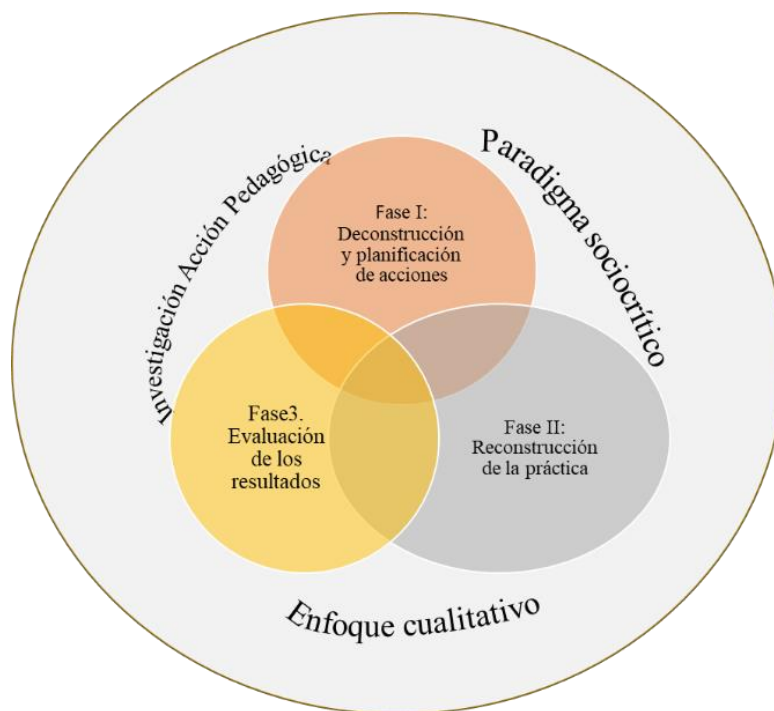 Investigación Acción Pedagógica
Paradigma sociocrítico
Fase I:
Deconstrucción
y planificación
de acciones
Fase3.
Evaluación
de los
resultados
Fase II:
Reconstrucción
de la práctica
Enfoque cualitativo